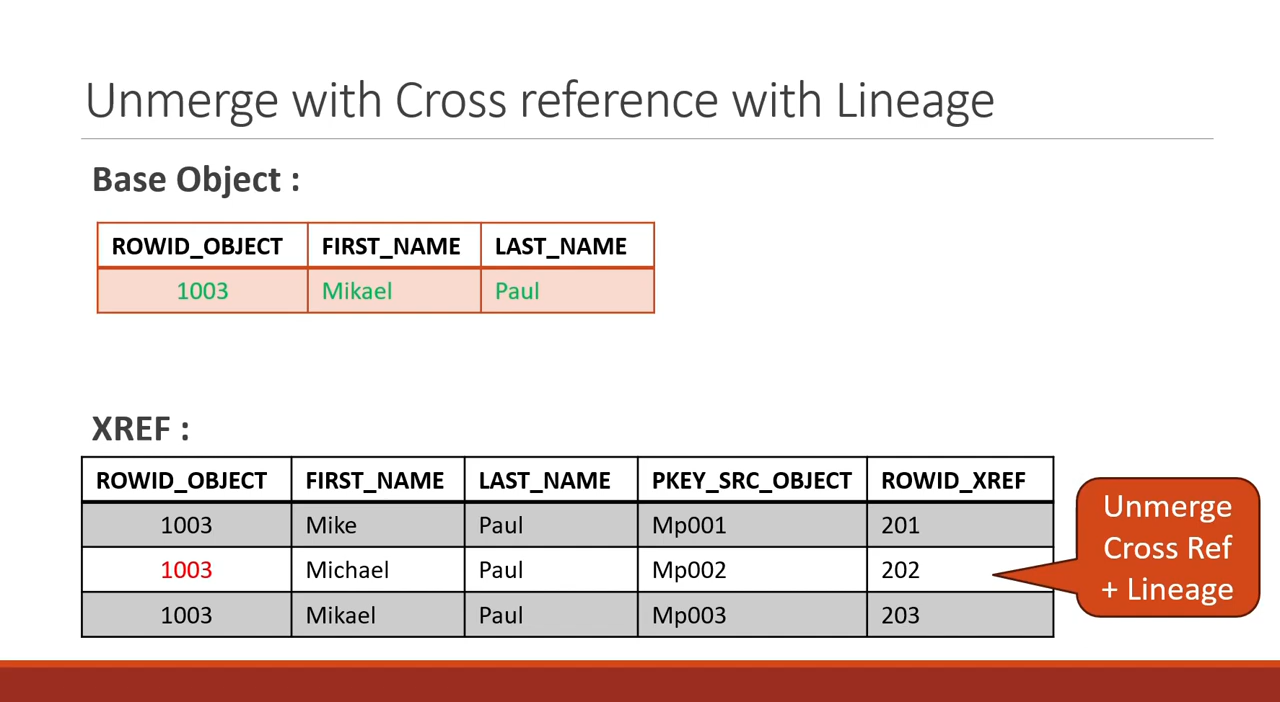 Unmerge with Cross reference with Lineage
Base Object :
ROWID_OBJECT FIRST_NAME LAST_NAME
1003 Mikael Paul
XREF :
ROWID_OBJECT FIRST_NAME LAST_NAME PKEY_SRC_OBJECT ROWID_XREF
1003 Mike Paul Mp001 201
1003 Michael Paul Mp002 202
1003 Mikael Paul Mp003 203
Unmerge
Cross Ref
+ Lineage